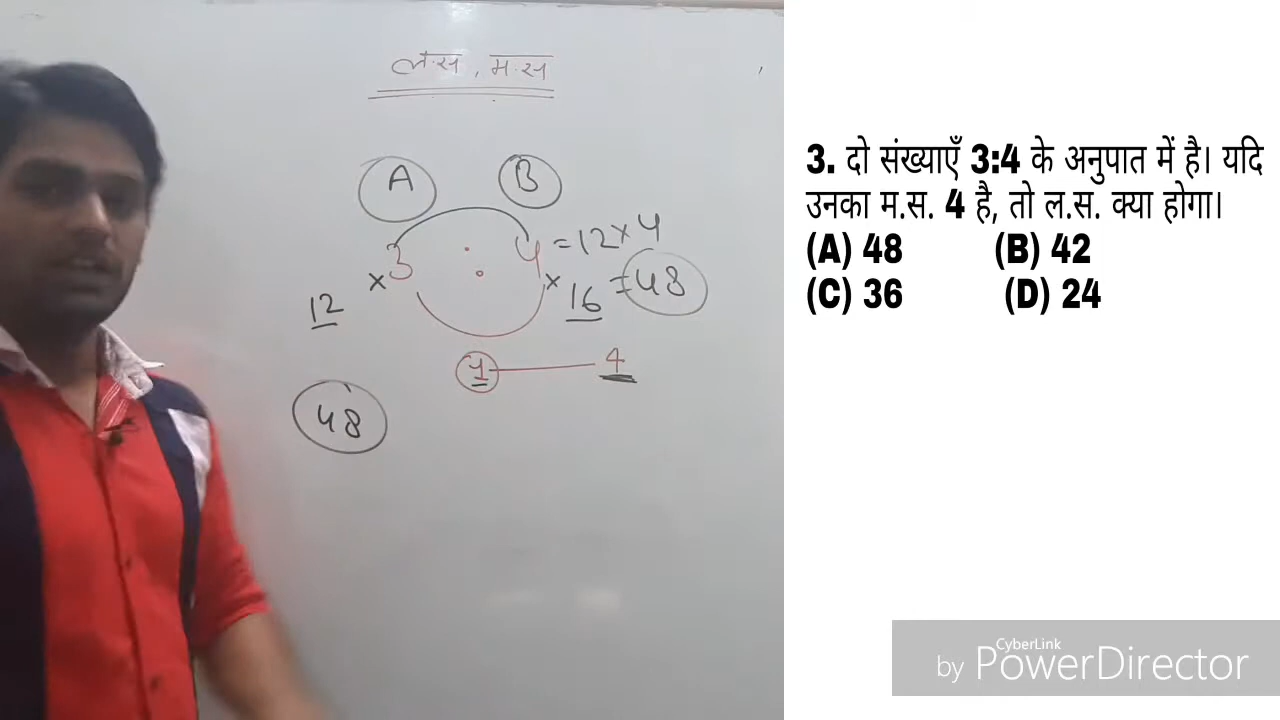 ल.स , म.स
A B
3 : 4 = 12 × 4
× × = 48
12 16
1 4
48
3. दो संख्याएँ 3:4 के अनुपात में है। यदि
उनका म.स. 4 है, तो ल.स. क्या होगा।
(A) 48 (B) 42
(C) 36 (D) 24
CyberLink
by PowerDirector